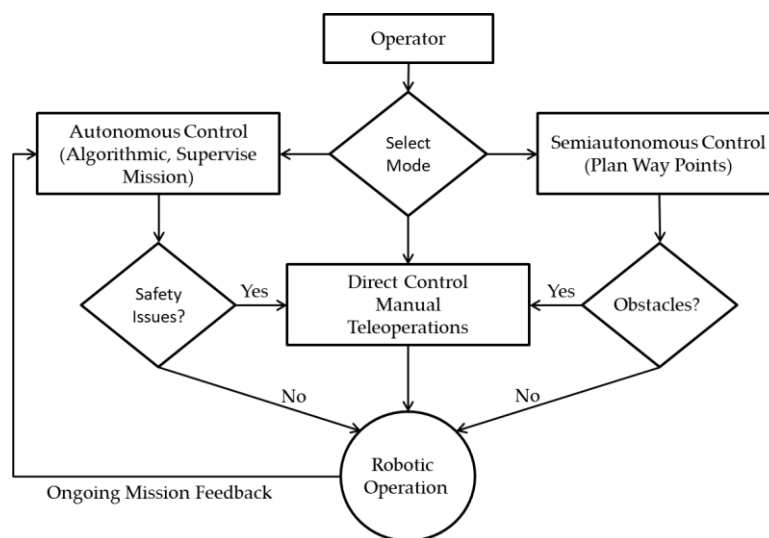 Operator
Autonomous Control
(Algorithmic, Supervise
Mission)
Select
Mode
Semiautonomous Control
(Plan Way Points)
Safety
Issues?
Yes
Direct Control
Manual
Teleoperations
Yes
Obstacles?
No
No
Robotic
Operation
Ongoing Mission Feedback